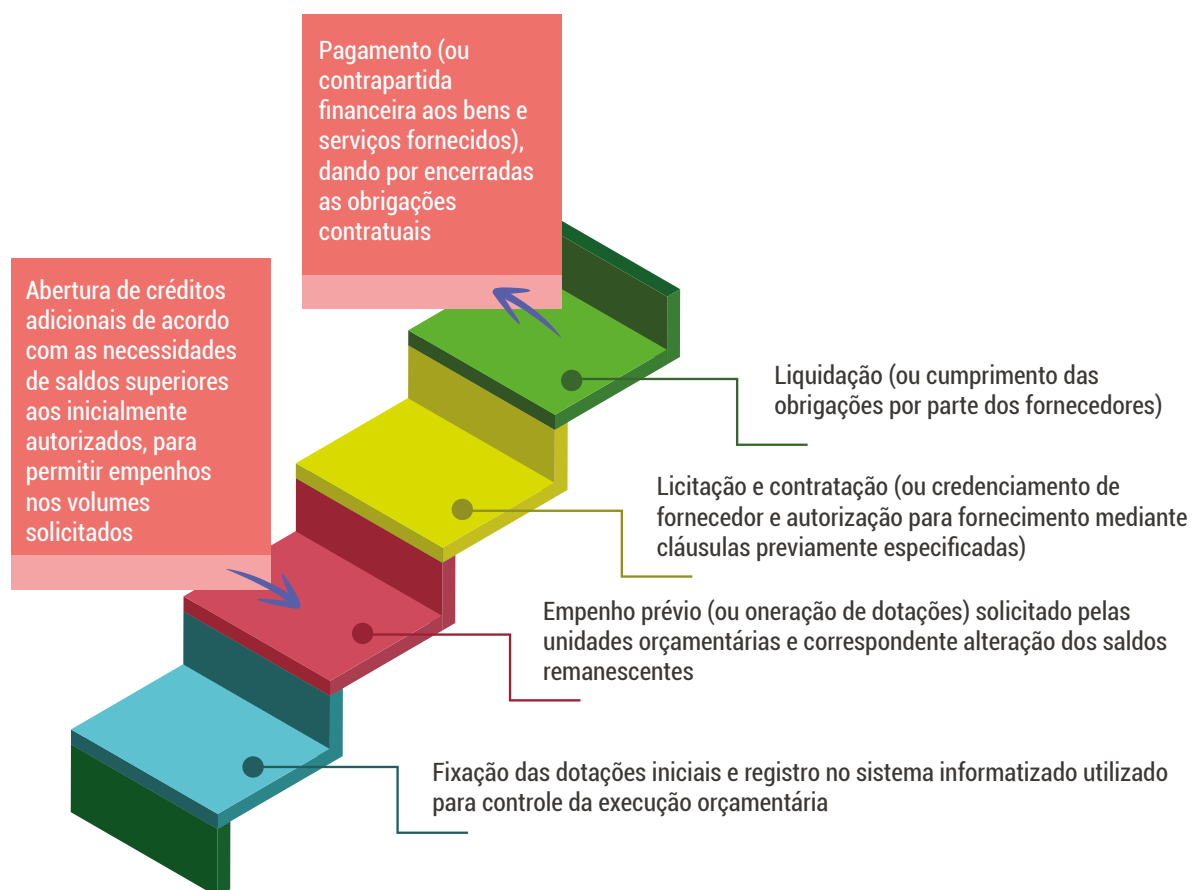 Pagamento (ou
contrapartida
financeira aos bens e
serviços fornecidos),
dando por encerradas
as obrigações
contratuais
Abertura de créditos
adicionais de acordo
com as necessidades
de saldos superiores
aos inicialmente
autorizados, para
permitir empenhos
nos volumes
solicitados
Liquidação (ou cumprimento das
obrigações por parte dos fornecedores)
Licitação e contratação (ou credenciamento de
fornecedor e autorização para fornecimento mediante
cláusulas previamente especificadas)
Empenho prévio (ou oneração de dotações) solicitado pelas
unidades orçamentárias e correspondente alteração dos saldos
remanescentes
Fixação das dotações iniciais e registro no sistema informatizado utilizado
para controle da execução orçamentária